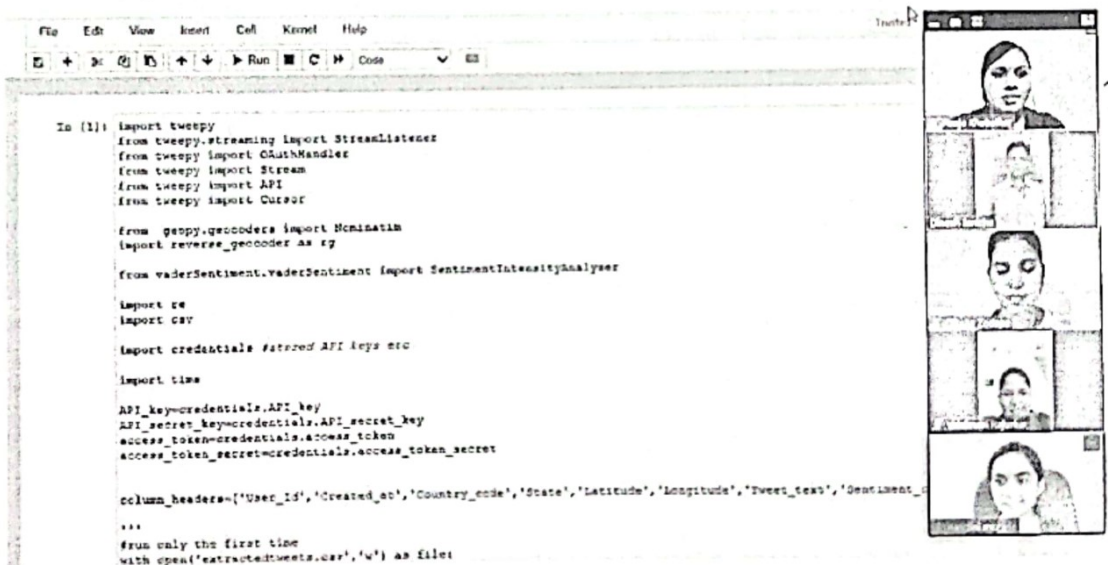 File Edit View Insert Cell Kernel Help
Run Code
In [1]: import tweepy
from tweepy.streaming import StreamListener
from tweepy import OAuthHandler
from tweepy import Stream
from tweepy import API
from tweepy import Cursor
from geopy.geocoders import Nominatim
import reverse_geocoder as rg
from vaderSentiment.vaderSentiment import SentimentIntensityAnalyzer
import re
import csv
import credentials #stored API keys etc
import time
API_key=credentials.API_key
API_secret_key=credentials.API_secret_key
access_token=credentials.access_token
access_token_secret=credentials.access_token_secret
column_headers=['User_Id','Created_at','Country_code','State','Latitude','Longitude','Tweet_text','Sentiment_
'''
#run only the first time
with open('extractedtweets.csv','w') as file: